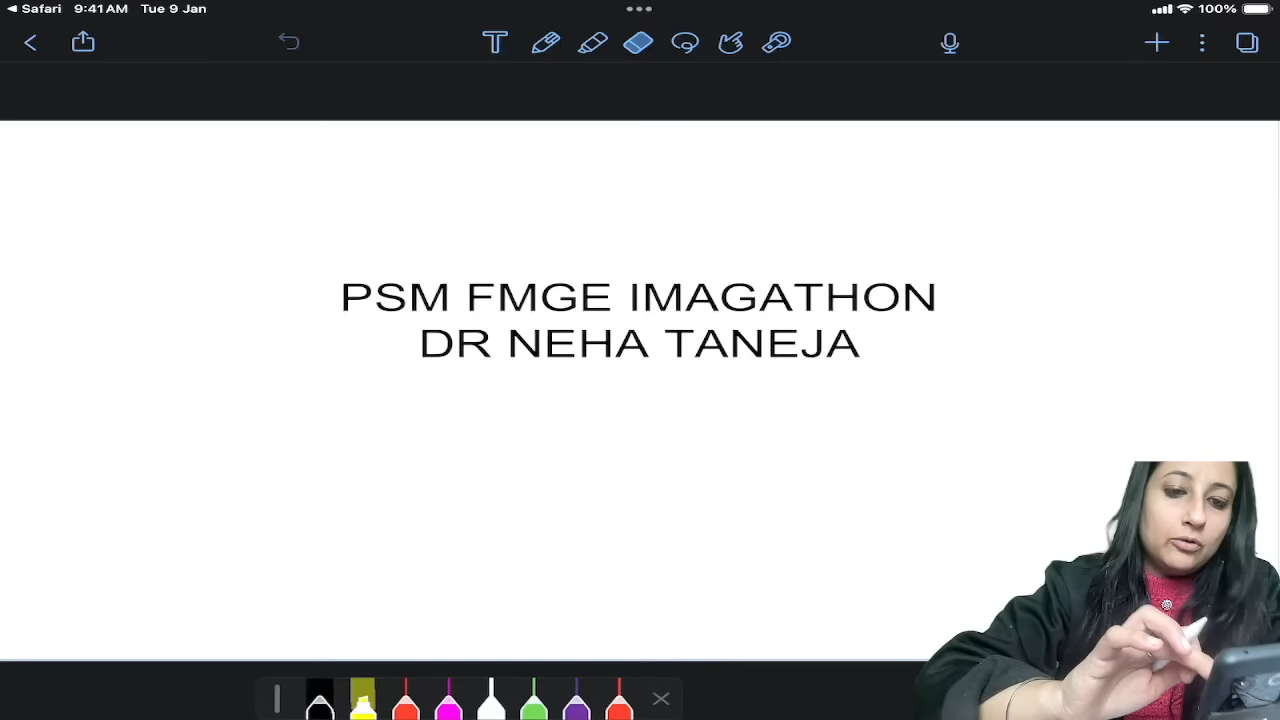 Safari 9:41 AM Tue 9 Jan 100%
T
PSM FMGE IMAGATHON
DR NEHA TANEJA